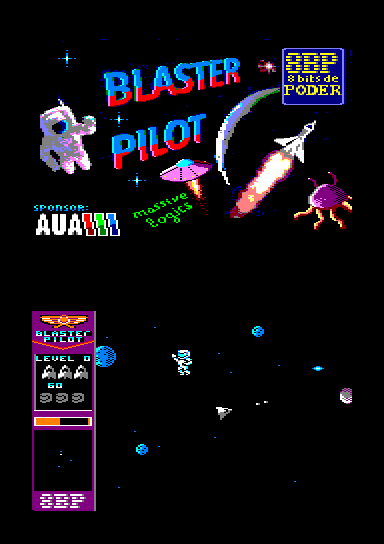 BLASTER
PILOT
8BP
8 bits de
PODER
SPONSOR:
AUA
Massive
Logics
BLASTER
PILOT
LEVEL 0
60
8BP